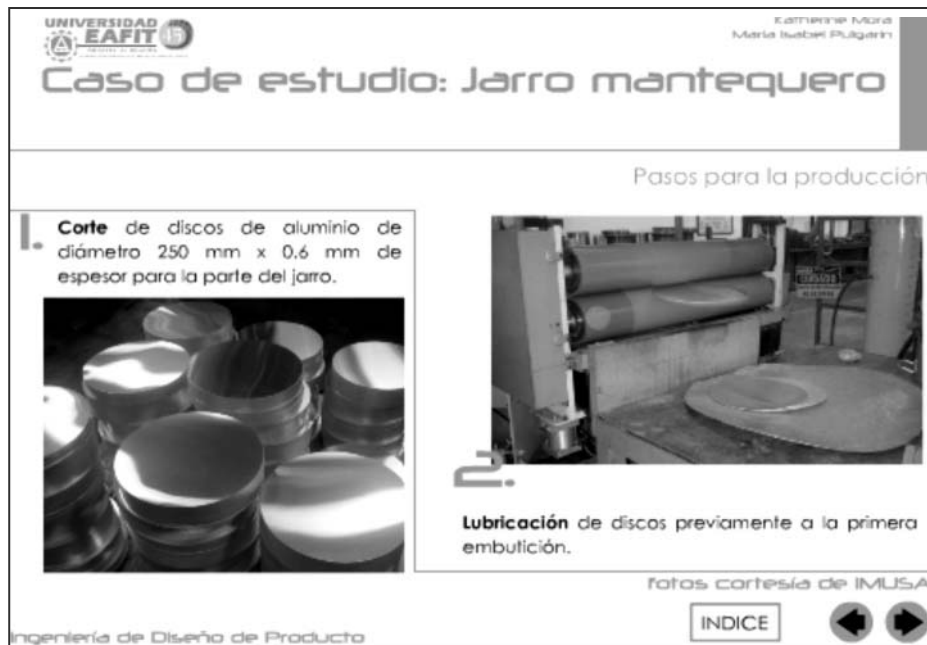 UNIVERSIDAD
EAFIT
Katherine Mora
María Isabel Pulgarín
Caso de estudio: Jarro mantequero
Pasos para la producción
1.
Corte de discos de aluminio de
diámetro 250 mm x 0,6 mm de
espesor para la parte del jarro.
2.
Lubricación de discos previamente a la primera
embutición.
fotos cortesía de IMUSA
INDICE
Ingeniería de Diseño de Producto